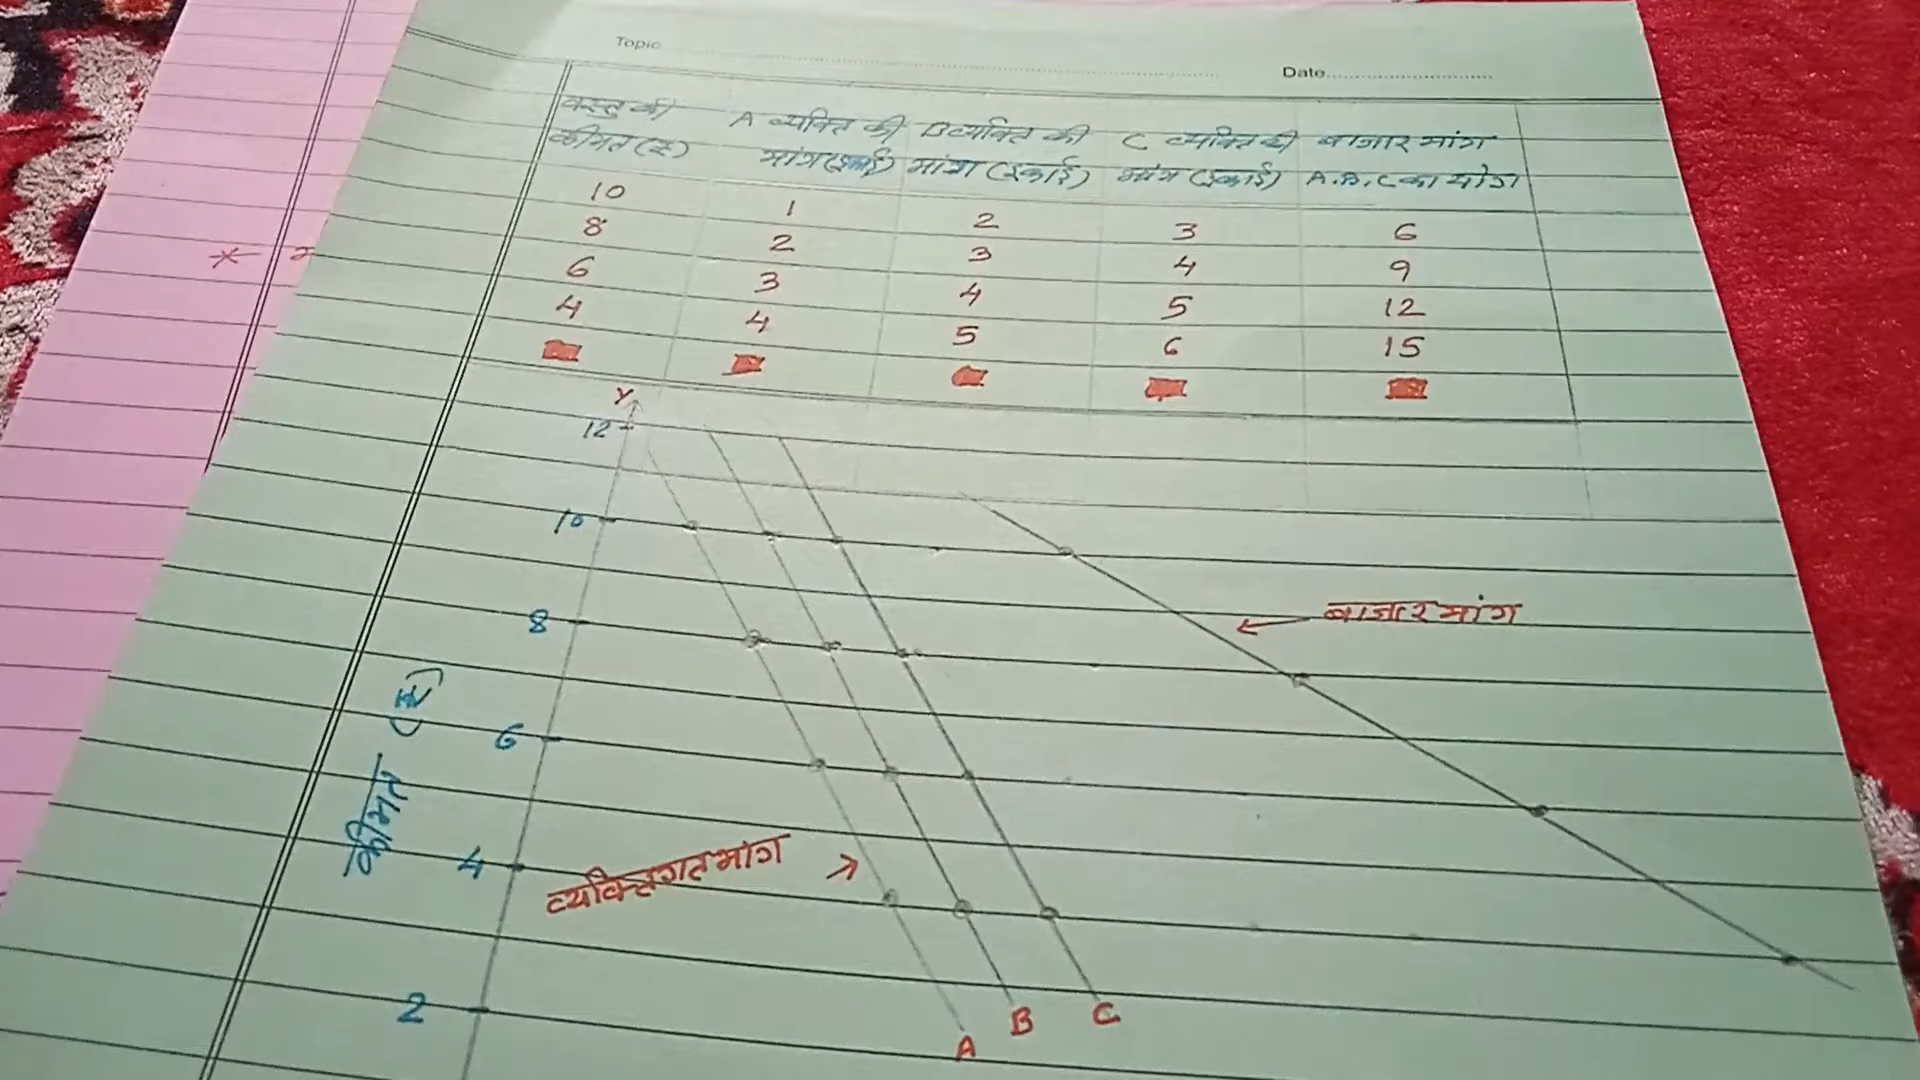 Topic
Date
वस्तु की A व्यक्ति की B व्यक्ति की C व्यक्ति की बाजार मांग
कीमत (रु) मांग (इकाई) मांग (इकाई) मांग (इकाई) A.B.C का योग
10 1 2 3 6
8 2 3 4 9
6 3 4 5 12
4 4 5 6 15
Y
12
10
8
बाजार मांग
6
कीमत (रु)
4
व्यक्तिगत मांग
2
A B C